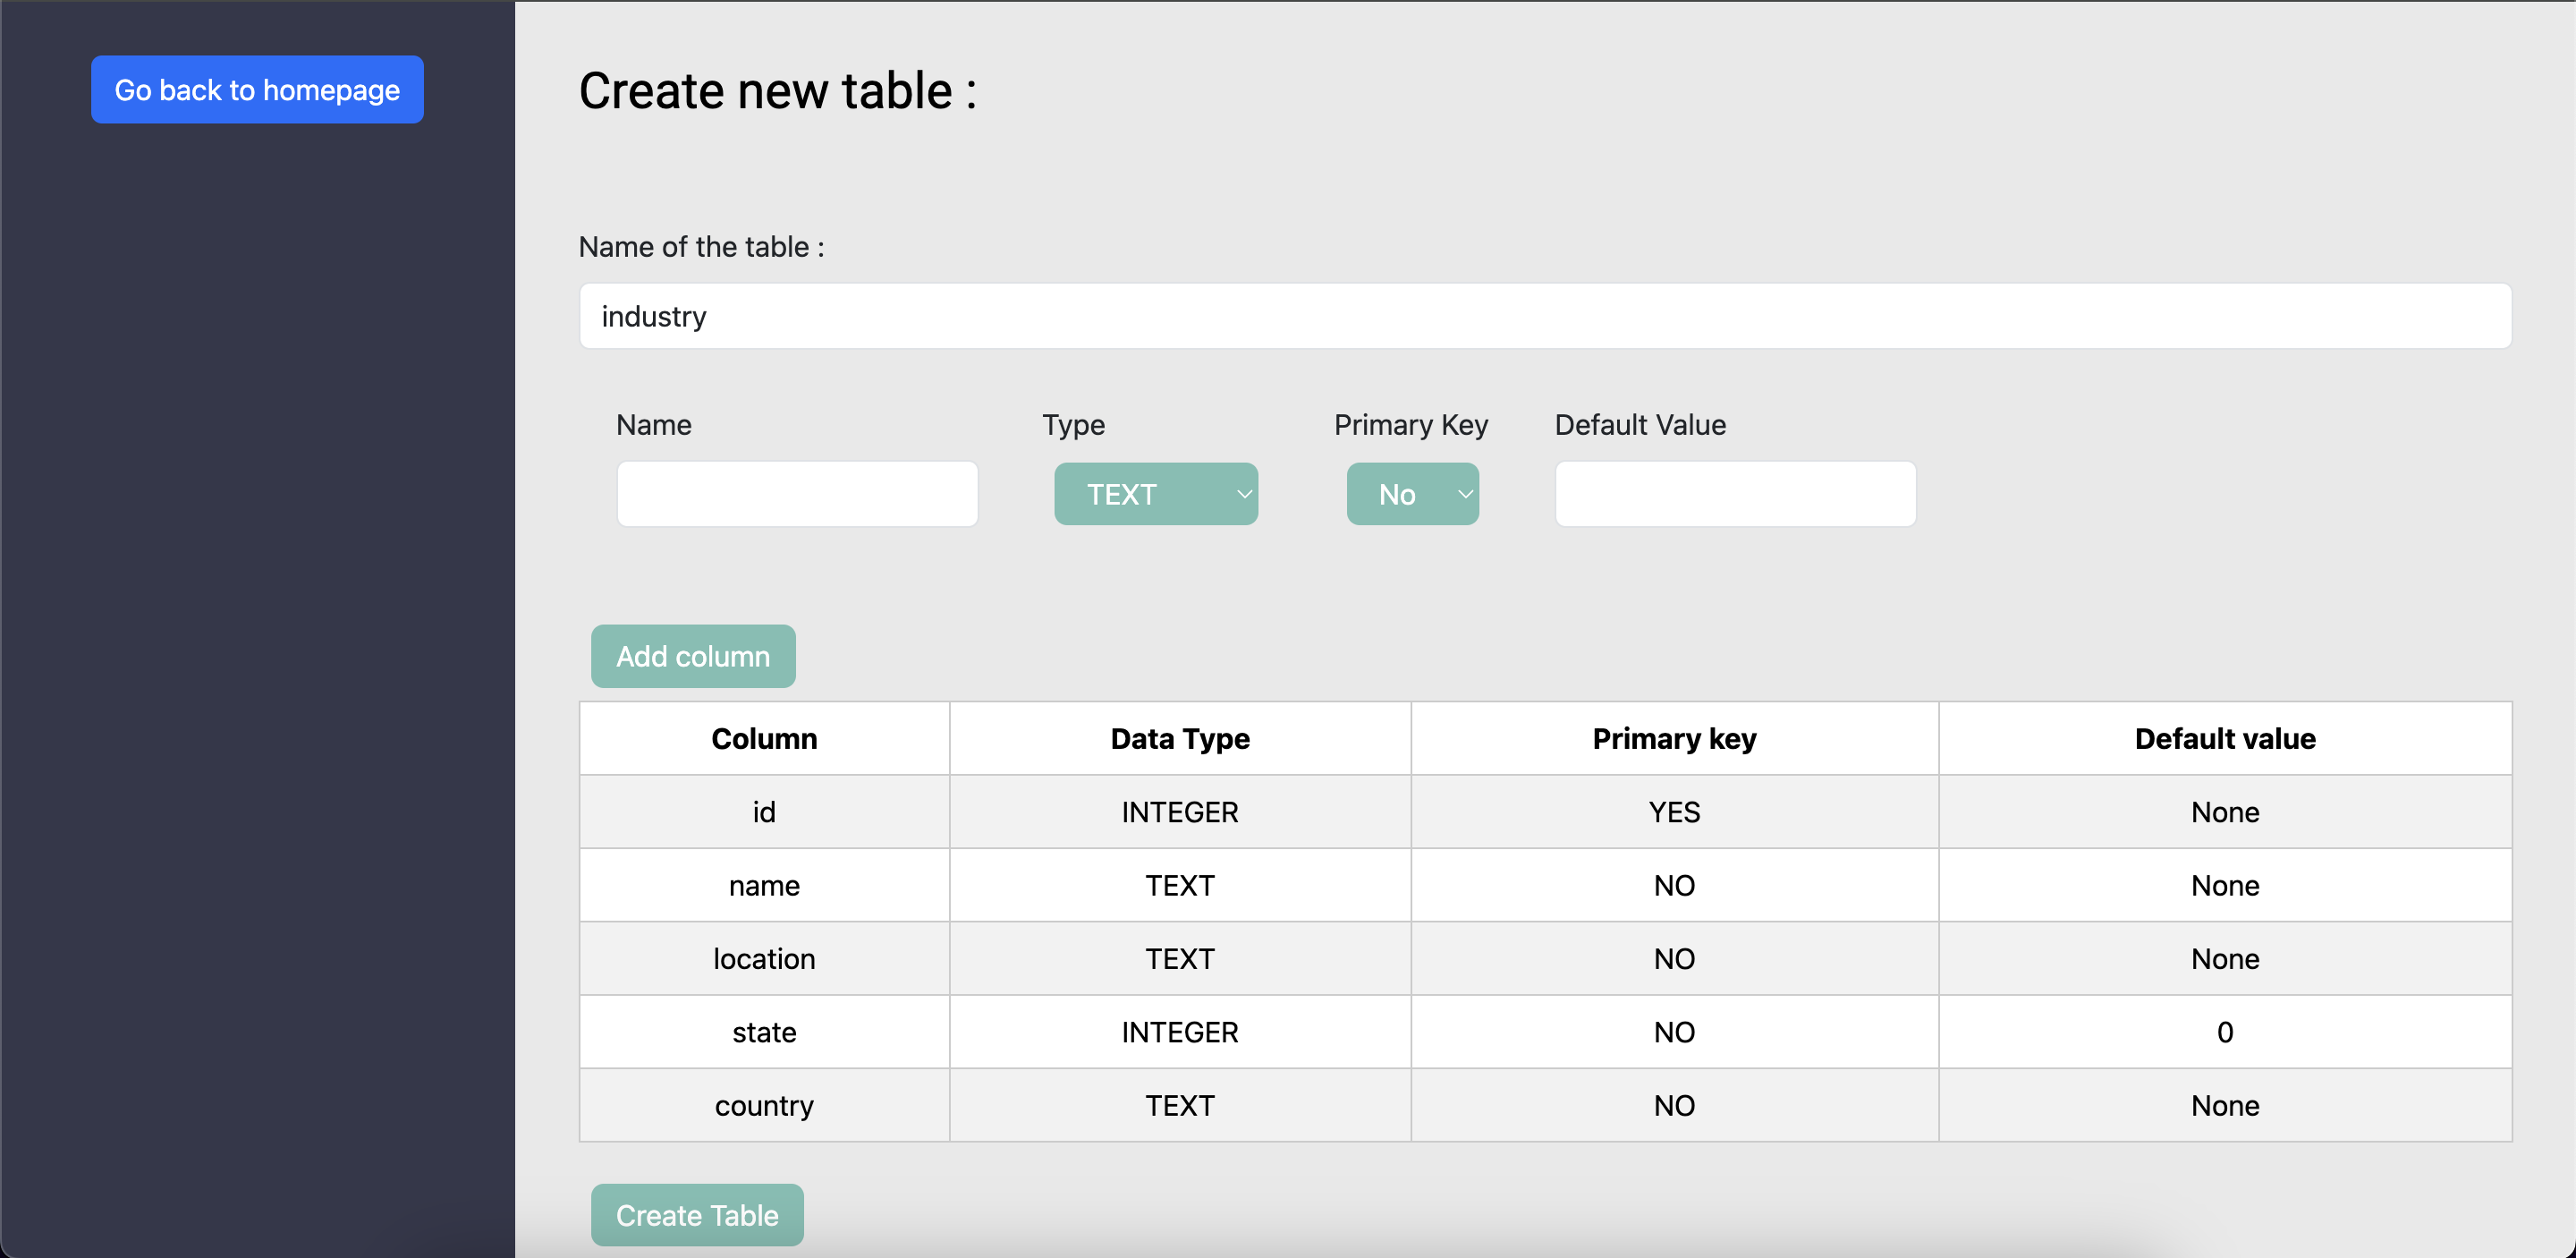 Go back to homepage
Create new table :
Name of the table :
industry
Name Type Primary Key Default Value
TEXT No
Add column
Column Data Type Primary key Default value
id INTEGER YES None
name TEXT NO None
location TEXT NO None
state INTEGER NO 0
country TEXT NO None
Create Table